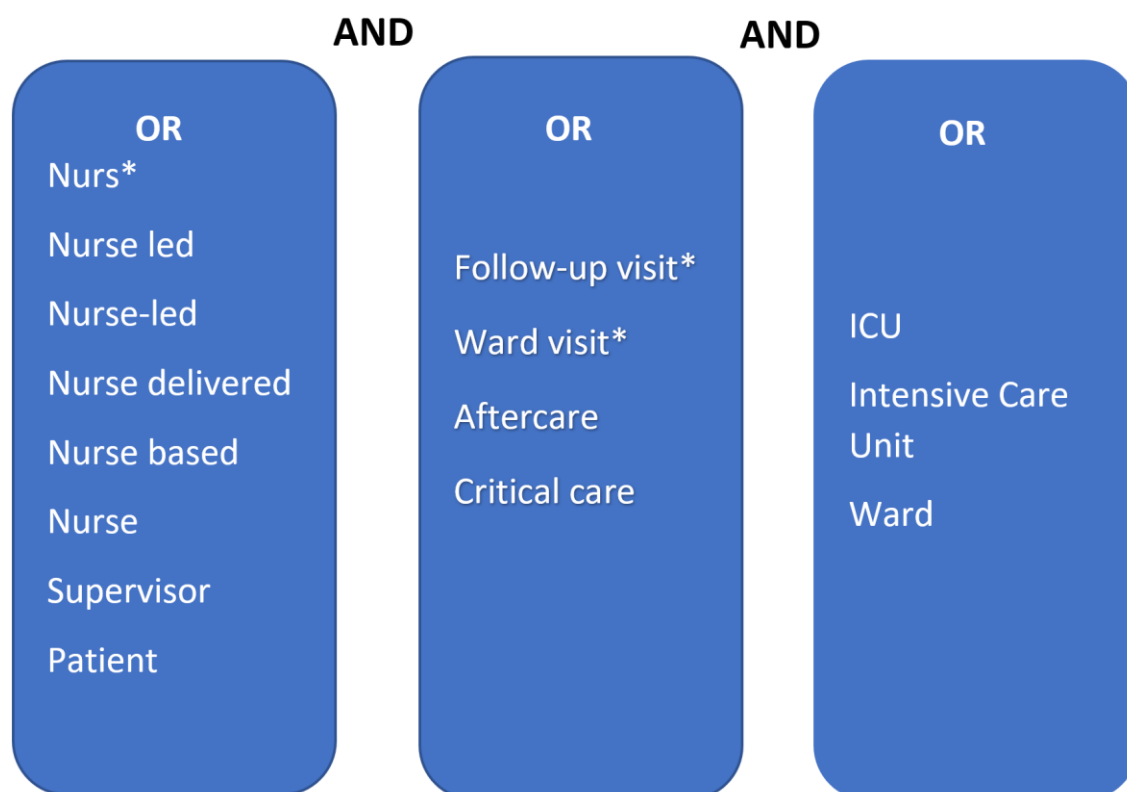 AND
AND
OR
Nurs*
Nurse led
Nurse-led
Nurse delivered
Nurse based
Nurse
Supervisor
Patient
OR
Follow-up visit*
Ward visit*
Aftercare
Critical care
OR
ICU
Intensive Care
Unit
Ward